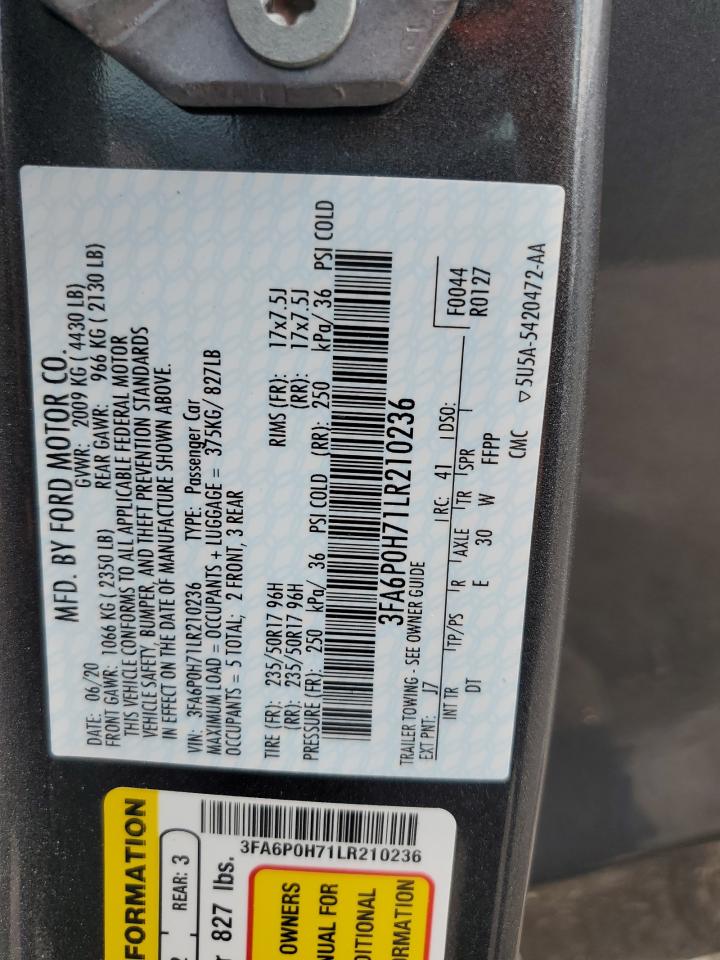 MFD. BY FORD MOTOR CO.
DATE: 06/20 GVWR: 2009 KG ( 4430 LB)
FRONT GAWR: 1066 KG ( 2350 LB) REAR GAWR: 966 KG ( 2130 LB)
THIS VEHICLE CONFORMS TO ALL APPLICABLE FEDERAL MOTOR
VEHICLE SAFETY, BUMPER, AND THEFT PREVENTION STANDARDS
IN EFFECT ON THE DATE OF MANUFACTURE SHOWN ABOVE.
VIN: 3FA6P0H71LR210236 TYPE: Passenger Car
MAXIMUM LOAD = OCCUPANTS + LUGGAGE = 375KG/ 827LB
OCCUPANTS = 5 TOTAL; 2 FRONT, 3 REAR
TIRE (FR): 235/50R17 96H RIMS (FR): 17x7.5J
(RR): 235/50R17 96H (RR): 17x7.5J
PRESSURE (FR): 250 kPa/ 36 PSI COLD (RR): 250 kPa/ 36 PSI COLD
3FA6P0H71LR210236
TRAILER TOWING - SEE OWNER GUIDE
EXT PNT: J7 RC: 41 DSO: F0044
R0127
INT TR TP/PS R AXLE TR SPR
DT E 30 W FFPP
CMC ▽5U5A-5420472-AA
FORMATION
REAR: 3
827 lbs.
3FA6P0H71LR210236
OWNERS
NUAL FOR
DITIONAL
ORMATION